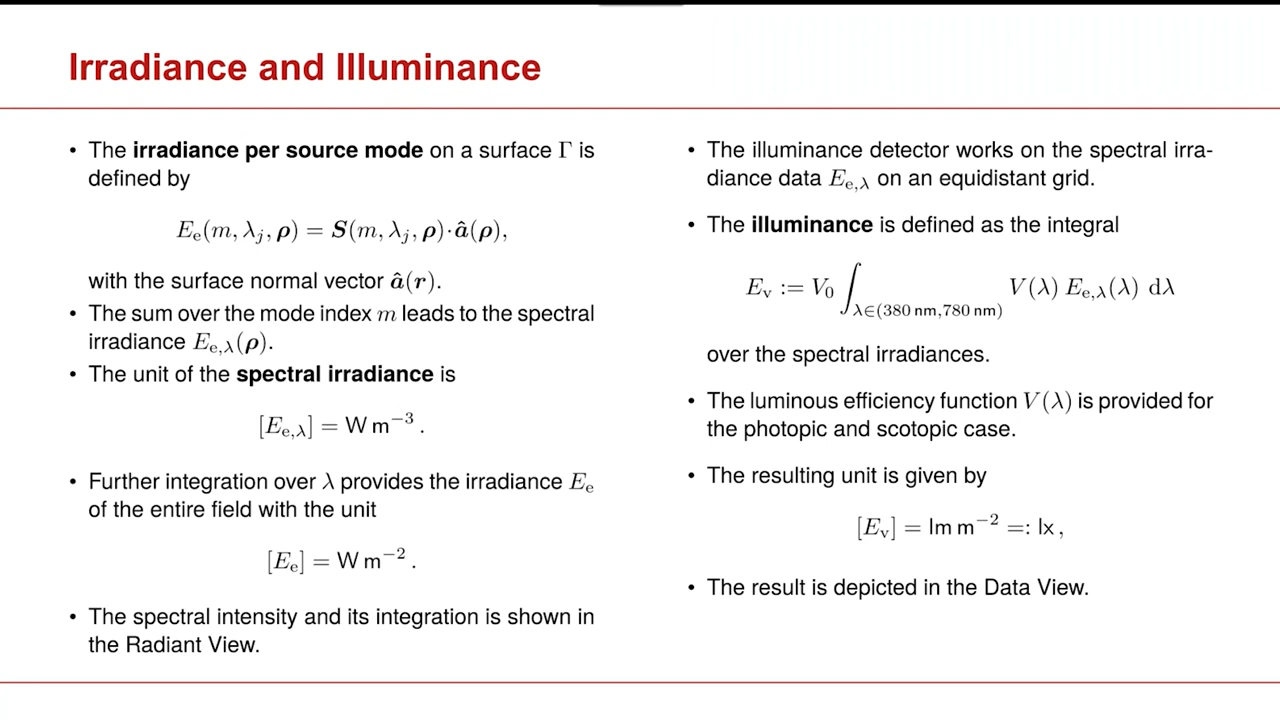 Irradiance and Illuminance
• The irradiance per source mode on a surface Γ is
defined by
E_e(m, λ_j, ρ) = S(m, λ_j, ρ)·â(ρ),
with the surface normal vector â(r).
• The sum over the mode index m leads to the spectral
irradiance E_{e,λ}(ρ).
• The unit of the spectral irradiance is
[E_{e,λ}] = W m⁻³ .
• Further integration over λ provides the irradiance E_e
of the entire field with the unit
[E_e] = W m⁻² .
• The spectral intensity and its integration is shown in
the Radiant View.
• The illuminance detector works on the spectral irra-
diance data E_{e,λ} on an equidistant grid.
• The illuminance is defined as the integral
E_v := V_0 ∫_{λ∈(380 nm,780 nm)} V(λ) E_{e,λ}(λ) dλ
over the spectral irradiances.
• The luminous efficiency function V(λ) is provided for
the photopic and scotopic case.
• The resulting unit is given by
[E_v] = lm m⁻² =: lx ,
• The result is depicted in the Data View.